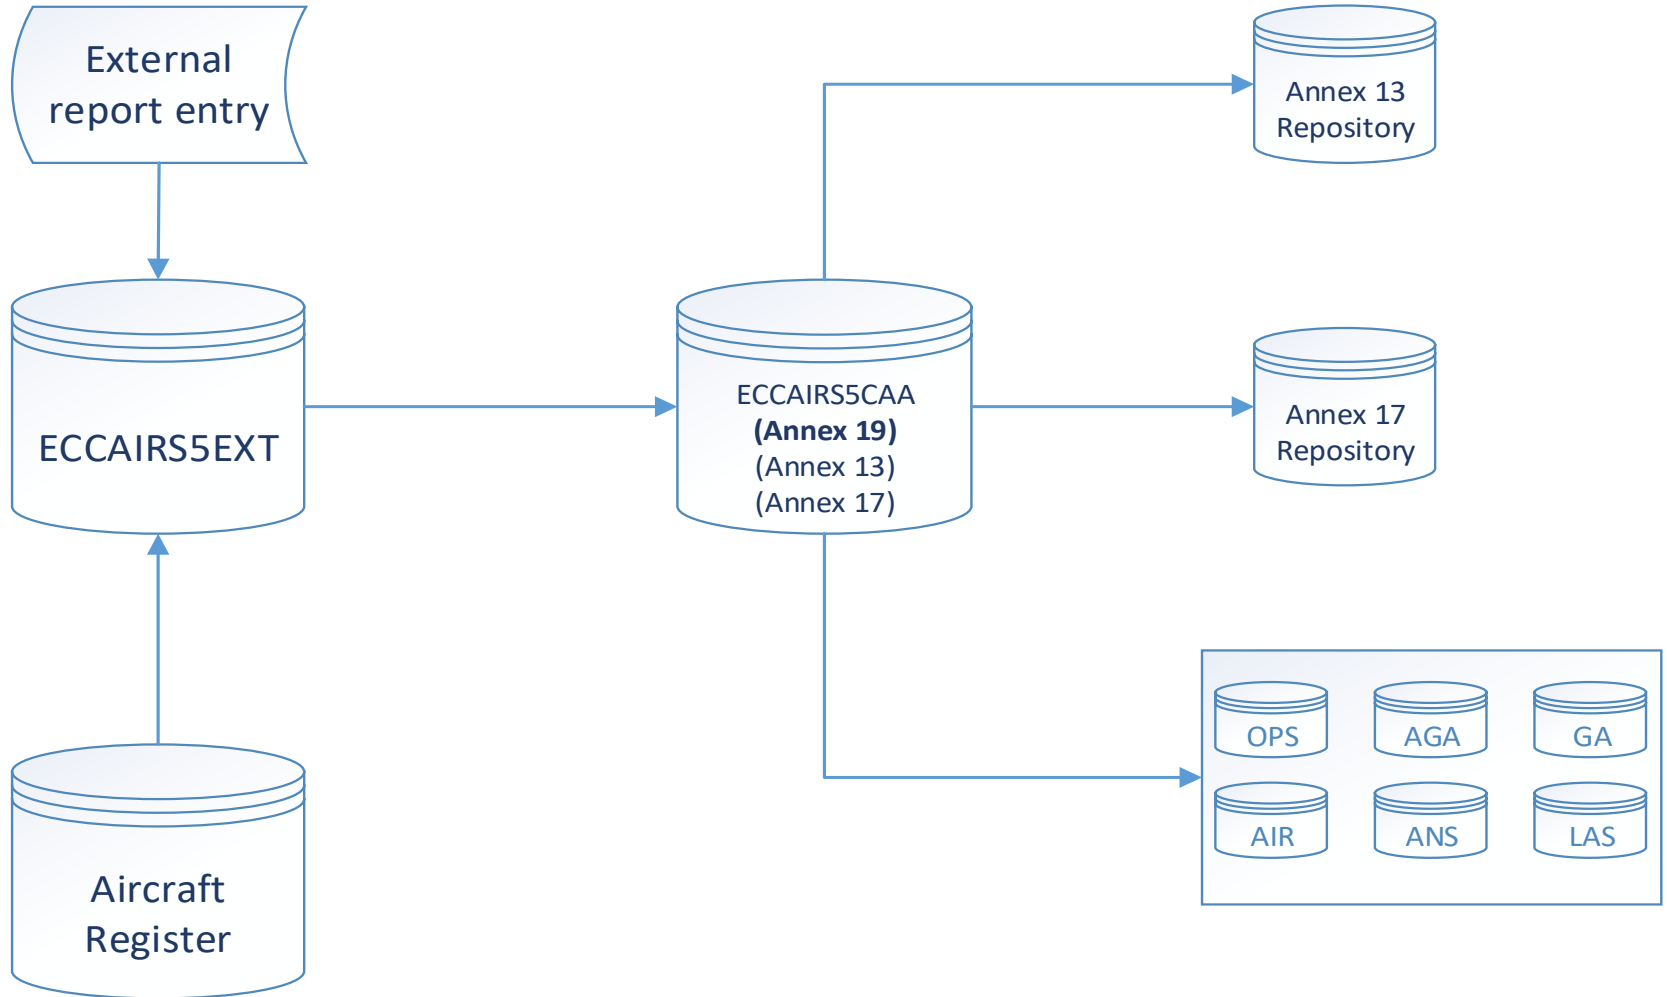 External
report entry
Annex 13
Repository
ECCAIRS5EXT
ECCAIRS5CAA
(Annex 19)
(Annex 13)
(Annex 17)
Annex 17
Repository
OPS
AGA
GA
AIR
ANS
LAS
Aircraft
Register